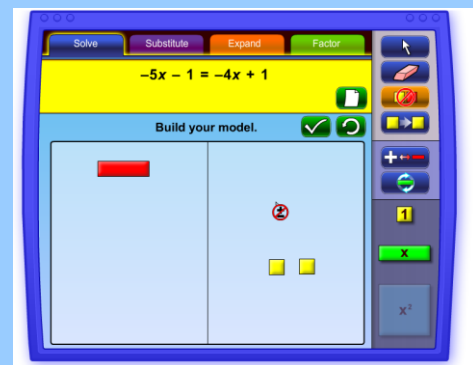 Solve Substitute Expand Factor
−5x − 1 = −4x + 1
Build your model.
±
1
x
x²